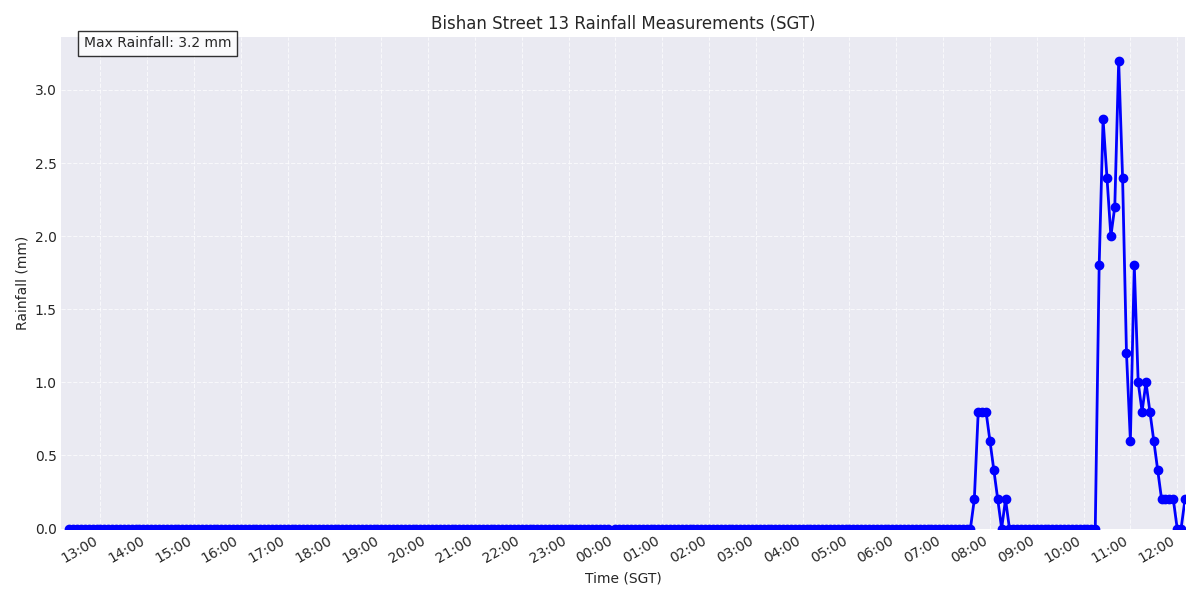 Bishan Street 13 Rainfall Measurements (SGT)
Max Rainfall: 3.2 mm
Rainfall (mm)
3.0
2.5
2.0
1.5
1.0
0.5
0.0
13:00 14:00 15:00 16:00 17:00 18:00 19:00 20:00 21:00 22:00 23:00 00:00 01:00 02:00 03:00 04:00 05:00 06:00 07:00 08:00 09:00 10:00 11:00 12:00
Time (SGT)